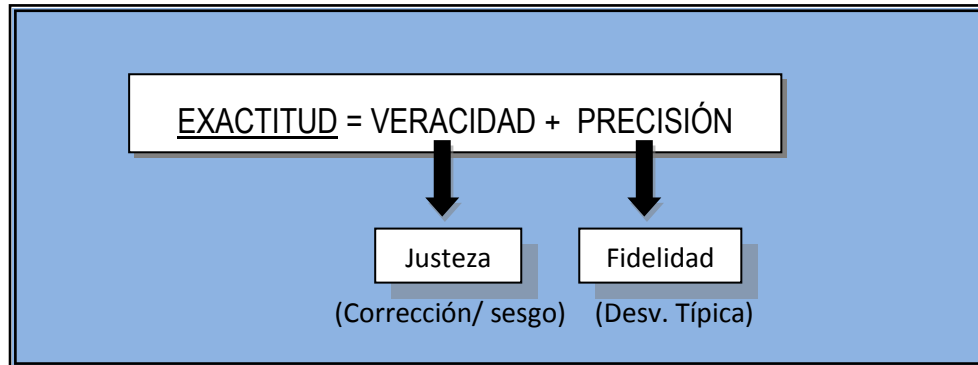 EXACTITUD = VERACIDAD + PRECISIÓN
Justeza
Fidelidad
(Corrección/ sesgo)
(Desv. Típica)